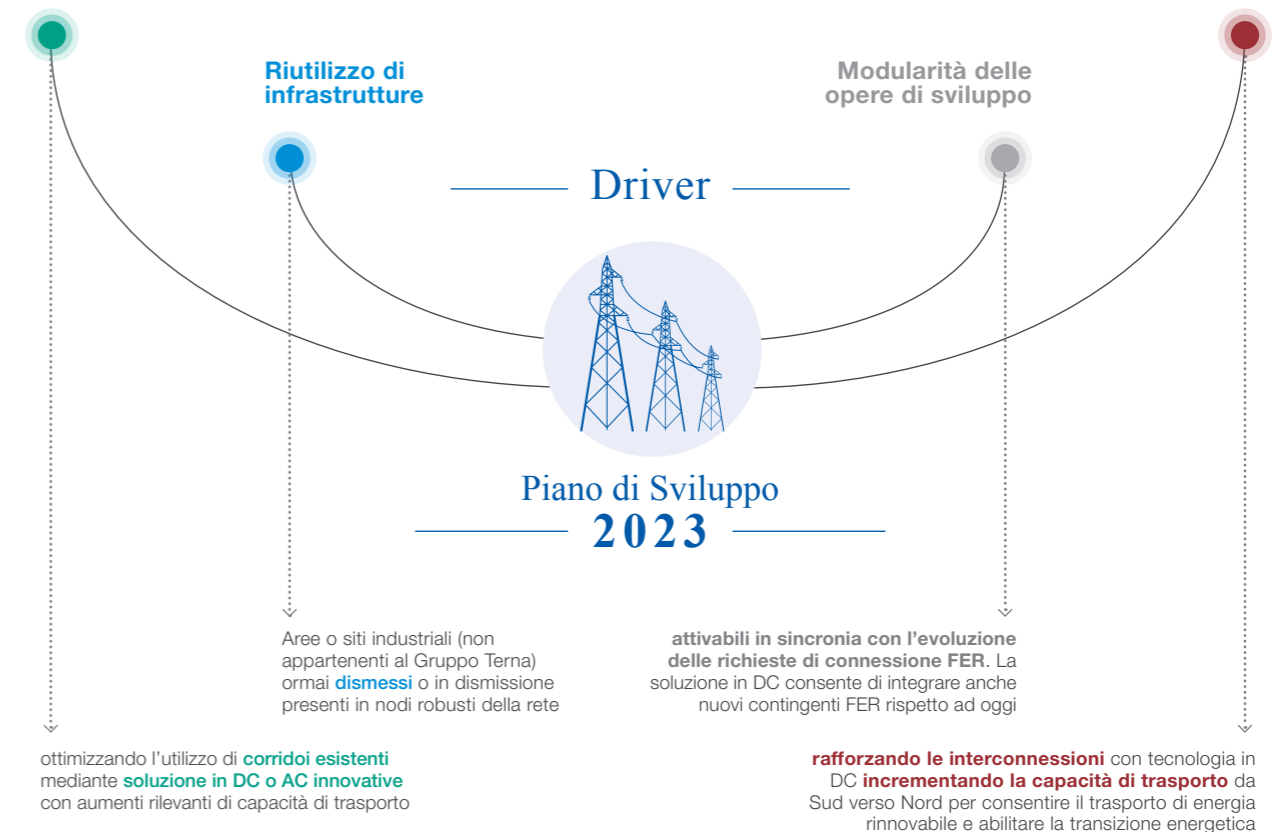 Riutilizzo di
infrastrutture
Modularità delle
opere di sviluppo
Driver
Piano di Sviluppo
2023
Aree o siti industriali (non
appartenenti al Gruppo Terna)
ormai dismessi o in dismissione
presenti in nodi robusti della rete
attivabili in sincronia con l'evoluzione
delle richieste di connessione FER. La
soluzione in DC consente di integrare anche
nuovi contingenti FER rispetto ad oggi
ottimizzando l'utilizzo di corridoi esistenti
mediante soluzione in DC o AC innovative
con aumenti rilevanti di capacità di trasporto
rafforzando le interconnessioni con tecnologia in
DC incrementando la capacità di trasporto da
Sud verso Nord per consentire il trasporto di energia
rinnovabile e abilitare la transizione energetica